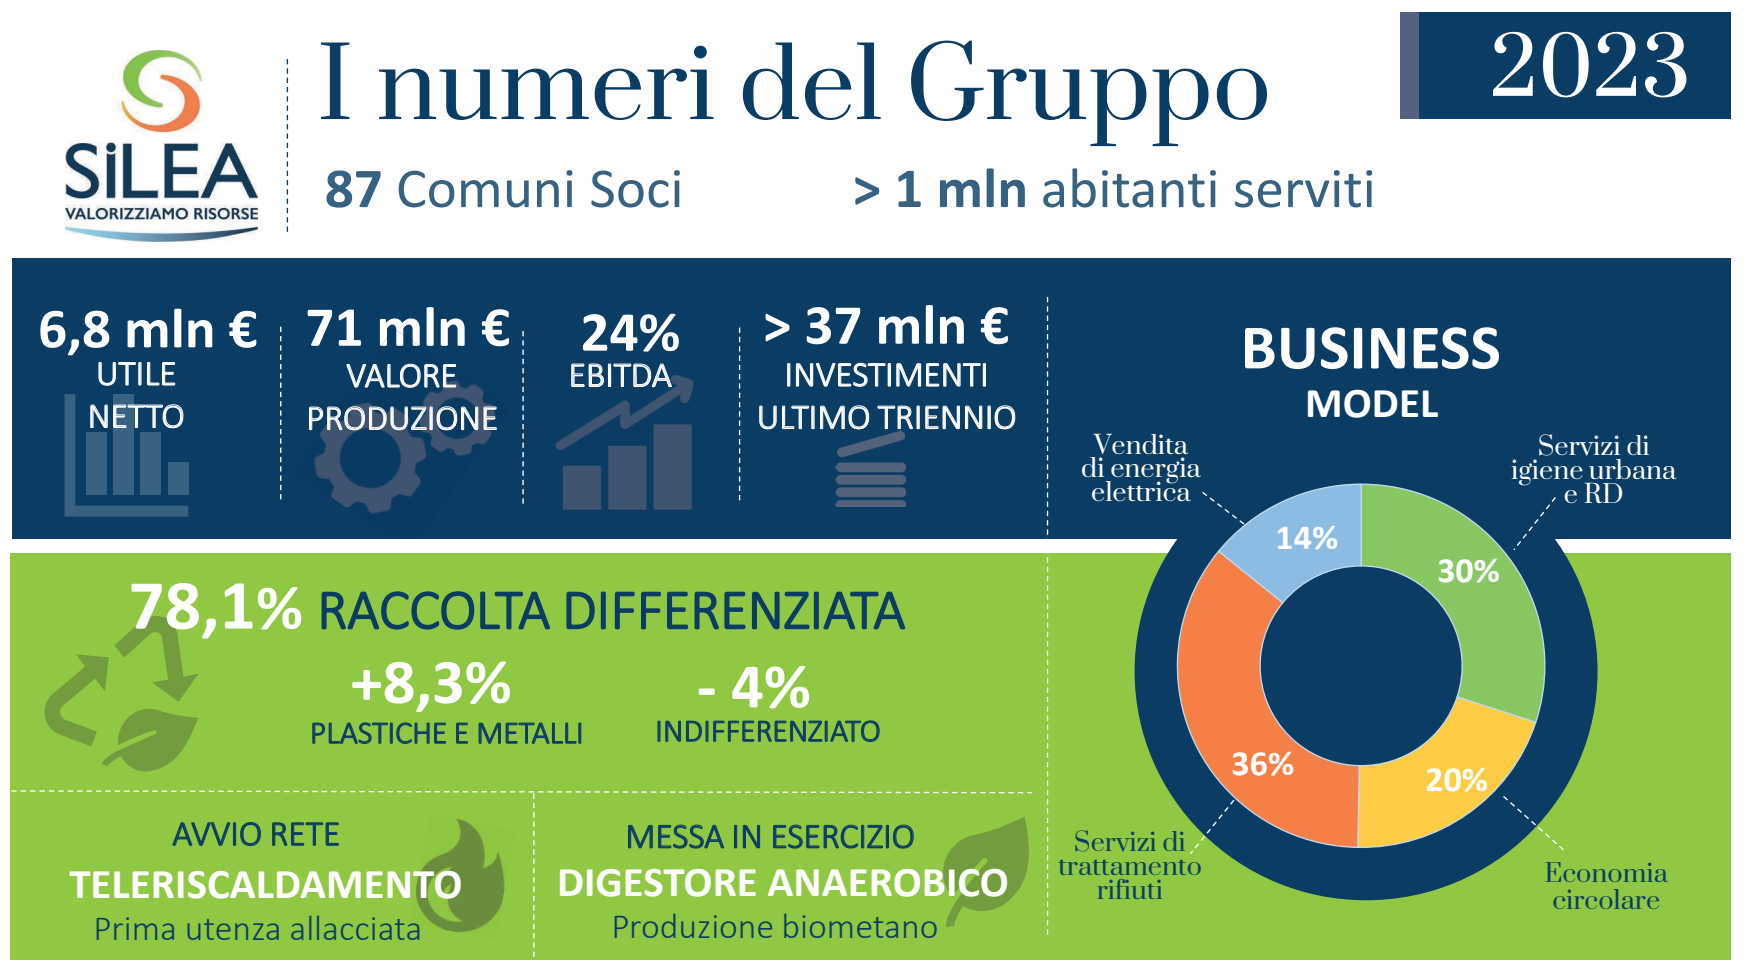 SiLEA
VALORIZZIAMO RISORSE
I numeri del Gruppo
2023
87 Comuni Soci
> 1 mln abitanti serviti
6,8 mln €
UTILE
NETTO
71 mln €
VALORE
PRODUZIONE
24%
EBITDA
> 37 mln €
INVESTIMENTI
ULTIMO TRIENNIO
BUSINESS
MODEL
Vendita
di energia
elettrica
Servizi di
igiene urbana
e RD
14%
30%
36%
20%
Servizi di
trattamento
rifiuti
Economia
circolare
78,1% RACCOLTA DIFFERENZIATA
+8,3%
PLASTICHE E METALLI
- 4%
INDIFFERENZIATO
AVVIO RETE
TELERISCALDAMENTO
Prima utenza allacciata
MESSA IN ESERCIZIO
DIGESTORE ANAEROBICO
Produzione biometano